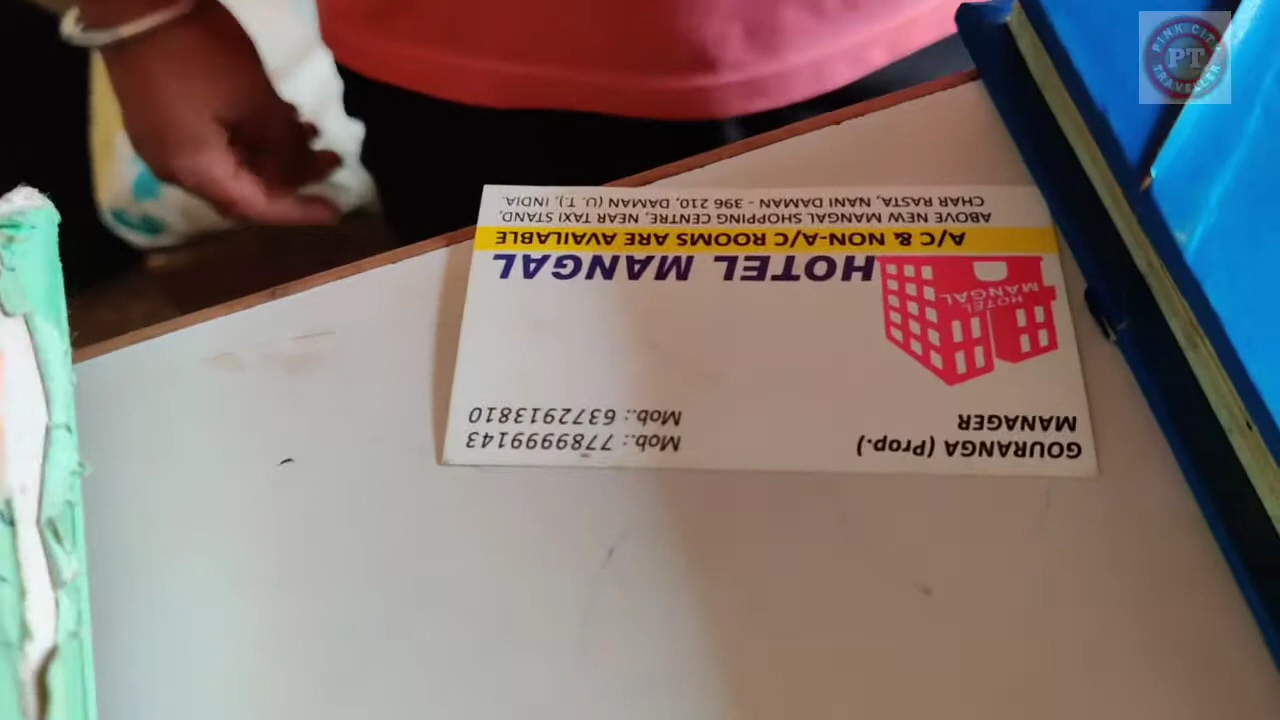 GOURANGA (Prop.)
MANAGER
Mob.: 7789999143
Mob.: 6372913810
HOTEL
MANGAL
HOTEL MANGAL
A/C & NON-A/C ROOMS ARE AVAILABLE
ABOVE NEW MANGAL SHOPPING CENTRE, NEAR TAXI STAND,
CHAR RASTA, NANI DAMAN - 396 210, DAMAN (U. T.) INDIA.
PINK CITY
PT
TRAVELLER